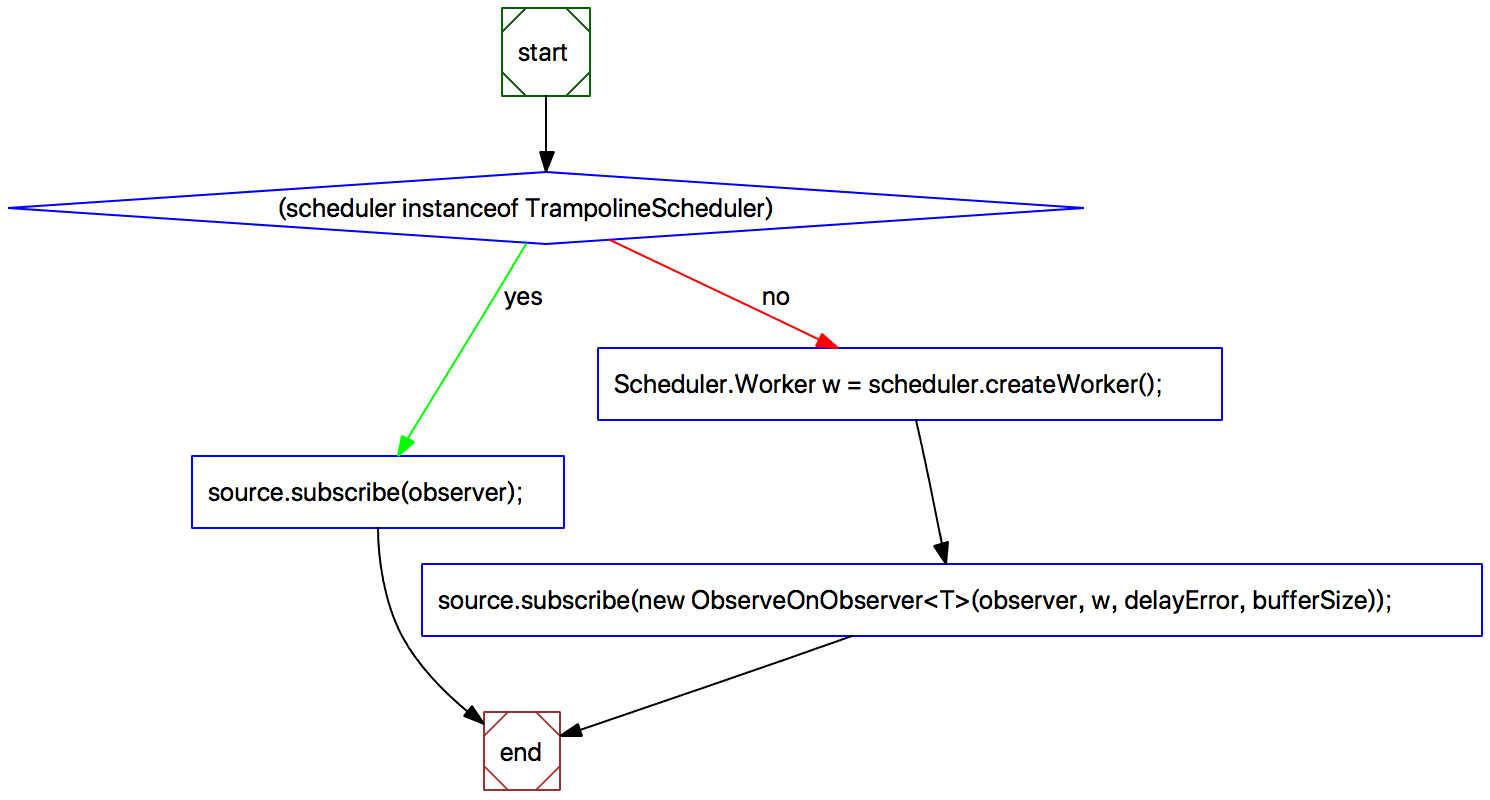 start
(scheduler instanceof TrampolineScheduler)
yes
no
Scheduler.Worker w = scheduler.createWorker();
source.subscribe(observer);
source.subscribe(new ObserveOnObserver<T>(observer, w, delayError, bufferSize));
end